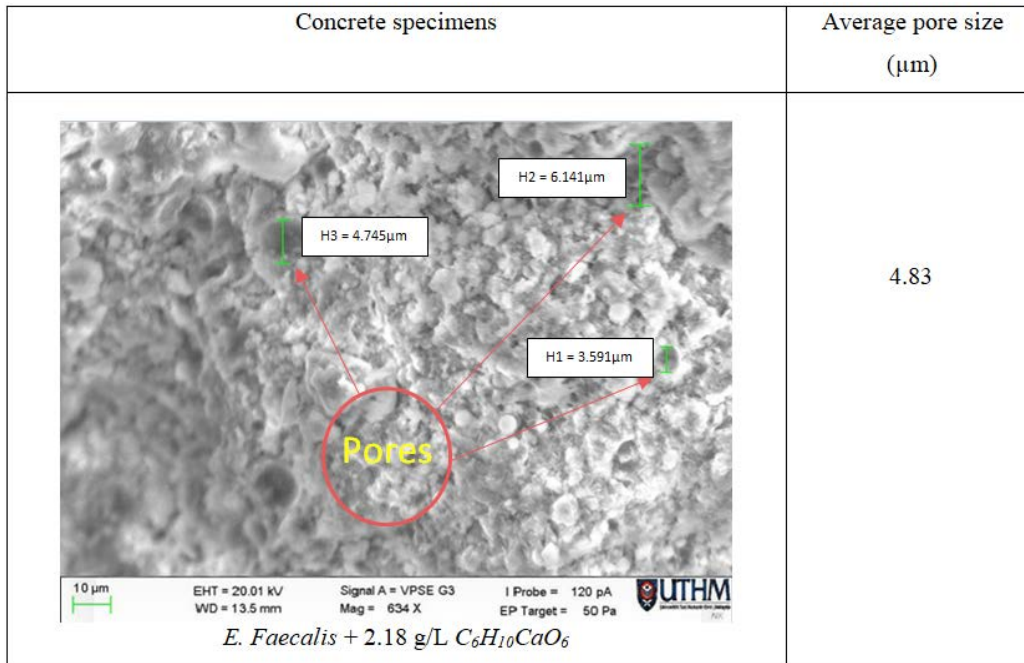 Concrete specimens
Average pore size
(µm)
H2 = 6.141µm
H3 = 4.745µm
4.83
H1 = 3.591µm
Pores
10 µm
EHT = 20.01 kV
Signal A = VPSE G3
I Probe = 120 pA
UTHM
WD = 13.5 mm
Mag = 634 X
EP Target = 50 Pa
E. Faecalis + 2.18 g/L C₆H₁₀CaO₆